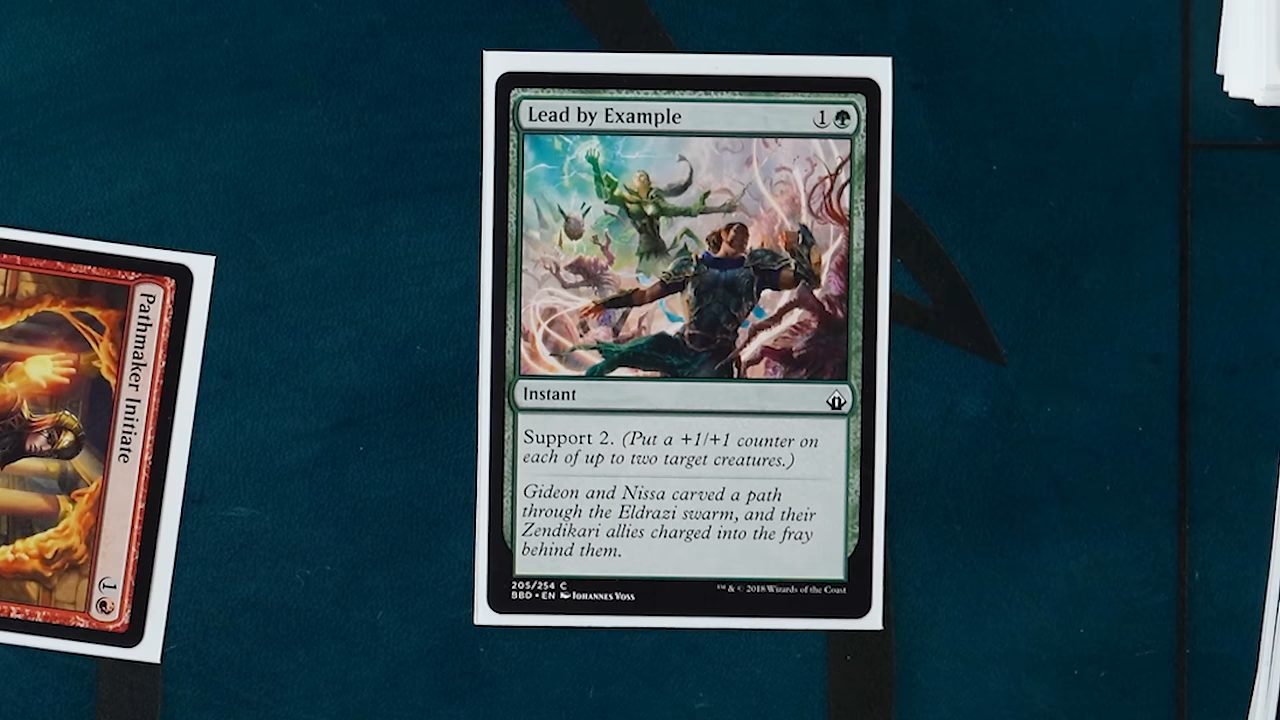 Lead by Example 1
Instant
Support 2. (Put a +1/+1 counter on
each of up to two target creatures.)
Gideon and Nissa carved a path
through the Eldrazi swarm, and their
Zendikari allies charged into the fray
behind them.
205/254 C
BBD • EN Johannes Voss
™ & © 2018 Wizards of the Coast
Pathmaker Initiate 1